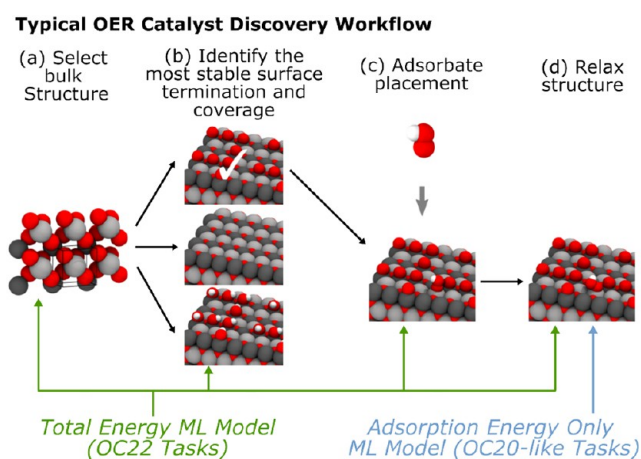 Typical OER Catalyst Discovery Workflow
(a) Select
bulk
Structure
(b) Identify the
most stable surface
termination and
coverage
(c) Adsorbate
placement
(d) Relax
structure
Total Energy ML Model
(OC22 Tasks)
Adsorption Energy Only
ML Model (OC20-like Tasks)